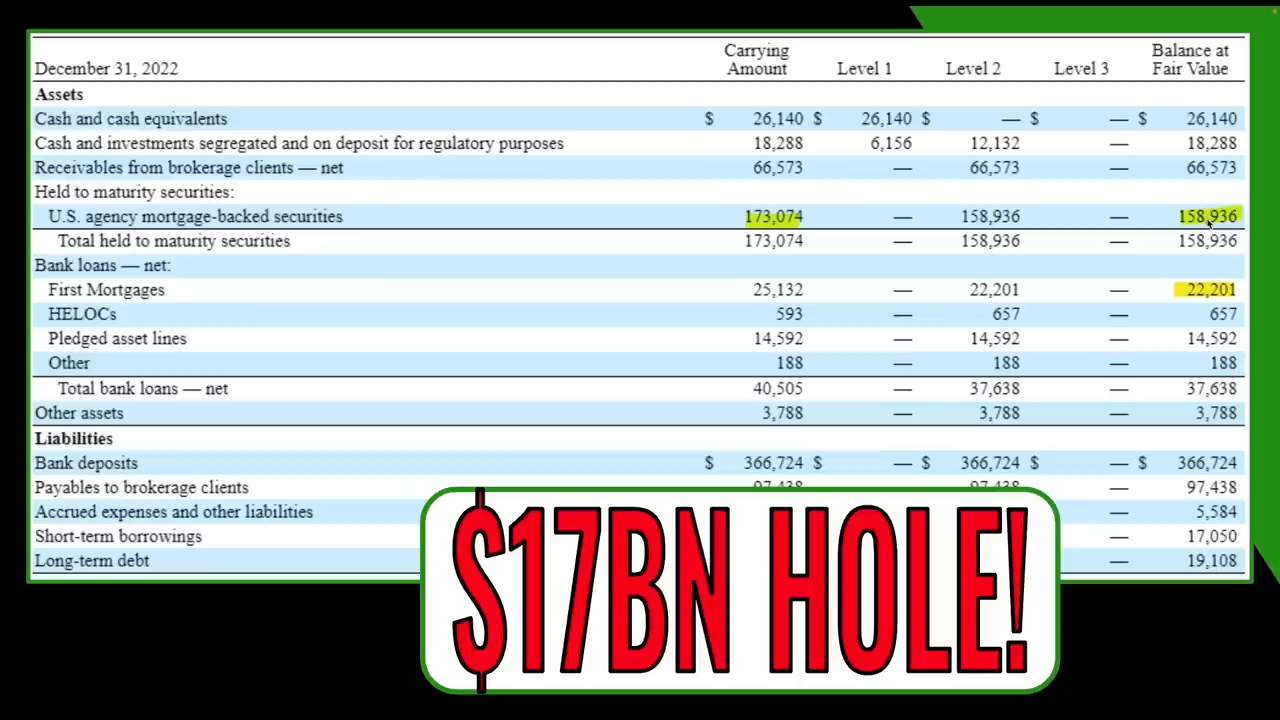 Carrying Balance at
December 31, 2022 Amount Level 1 Level 2 Level 3 Fair Value
Assets
Cash and cash equivalents $ 26,140 $ 26,140 $ — $ — $ 26,140
Cash and investments segregated and on deposit for regulatory purposes 18,288 6,156 12,132 — 18,288
Receivables from brokerage clients — net 66,573 — 66,573 — 66,573
Held to maturity securities:
U.S. agency mortgage-backed securities 173,074 — 158,936 — 158,936
Total held to maturity securities 173,074 — 158,936 — 158,936
Bank loans — net:
First Mortgages 25,132 — 22,201 — 22,201
HELOCs 593 — 657 — 657
Pledged asset lines 14,592 — 14,592 — 14,592
Other 188 — 188 — 188
Total bank loans — net 40,505 — 37,638 — 37,638
Other assets 3,788 — 3,788 — 3,788
Liabilities
Bank deposits $ 366,724 $ — $ 366,724 $ — $ 366,724
Payables to brokerage clients 97,438 97,438 — 97,438
Accrued expenses and other liabilities — 5,584
Short-term borrowings — 17,050
Long-term debt — 19,108
$17BN HOLE!